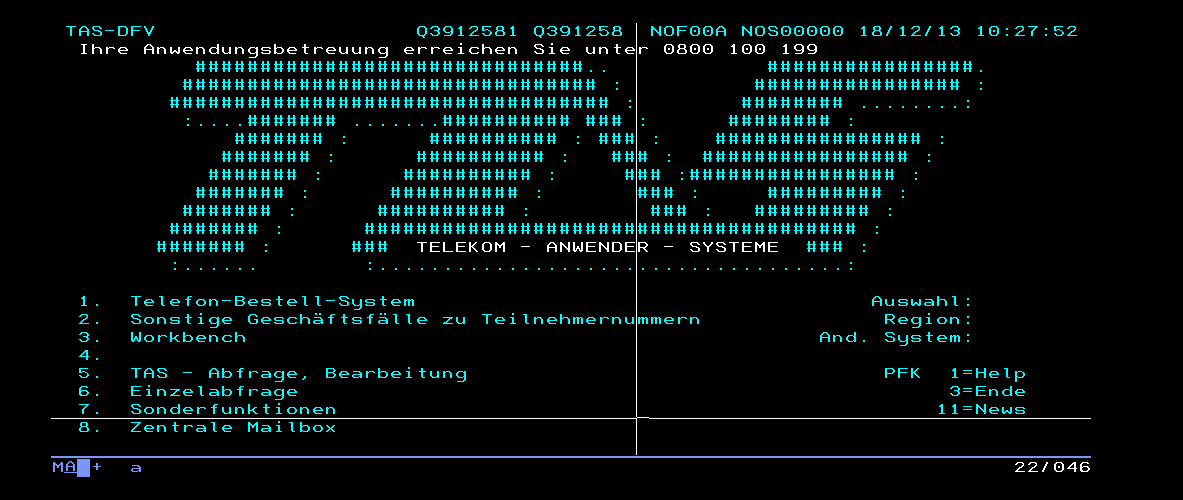 TAS-DFV Q3912581 Q391258 NOF00A NOS00000 18/12/13 10:27:52
Ihre Anwendungsbetreuung erreichen Sie unter 0800 100 199
TELEKOM - ANWENDER - SYSTEME
1. Telefon-Bestell-System Auswahl:
2. Sonstige Geschäftsfälle zu Teilnehmernummern Region:
3. Workbench And. System:
4.
5. TAS - Abfrage, Bearbeitung PFK 1=Help
6. Einzelabfrage 3=Ende
7. Sonderfunktionen 11=News
8. Zentrale Mailbox
MA + a 22/046